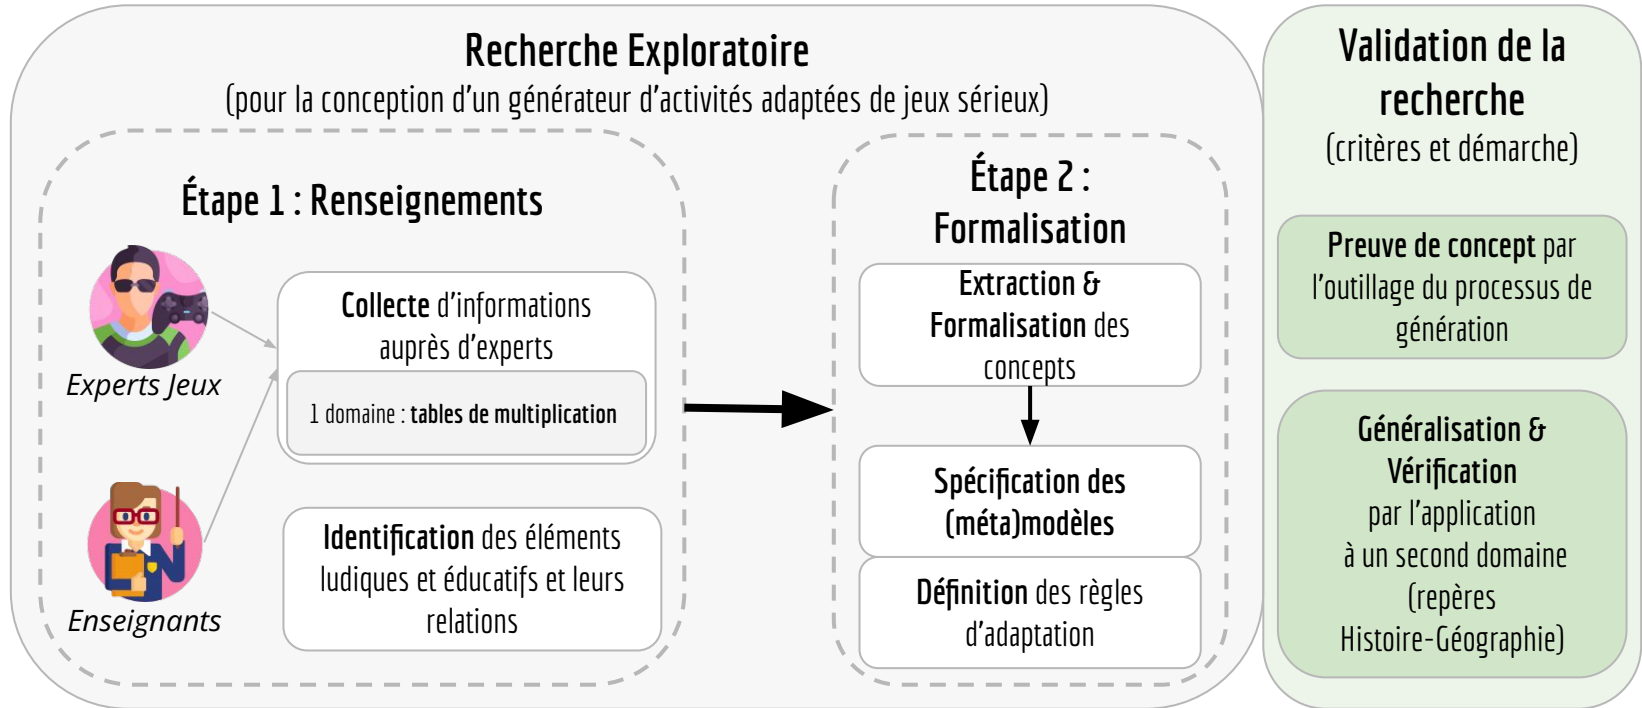 Recherche Exploratoire
(pour la conception d'un générateur d'activités adaptées de jeux sérieux)
Étape 1 : Renseignements
Experts Jeux
Enseignants
Collecte d'informations
auprès d'experts
1 domaine : tables de multiplication
Identification des éléments
ludiques et éducatifs et leurs
relations
Étape 2 :
Formalisation
Extraction &
Formalisation des
concepts
Spécification des
(méta)modèles
Définition des règles
d'adaptation
Validation de la
recherche
(critères et démarche)
Preuve de concept par
l'outillage du processus de
génération
Généralisation &
Vérification
par l'application
à un second domaine
(repères
Histoire-Géographie)